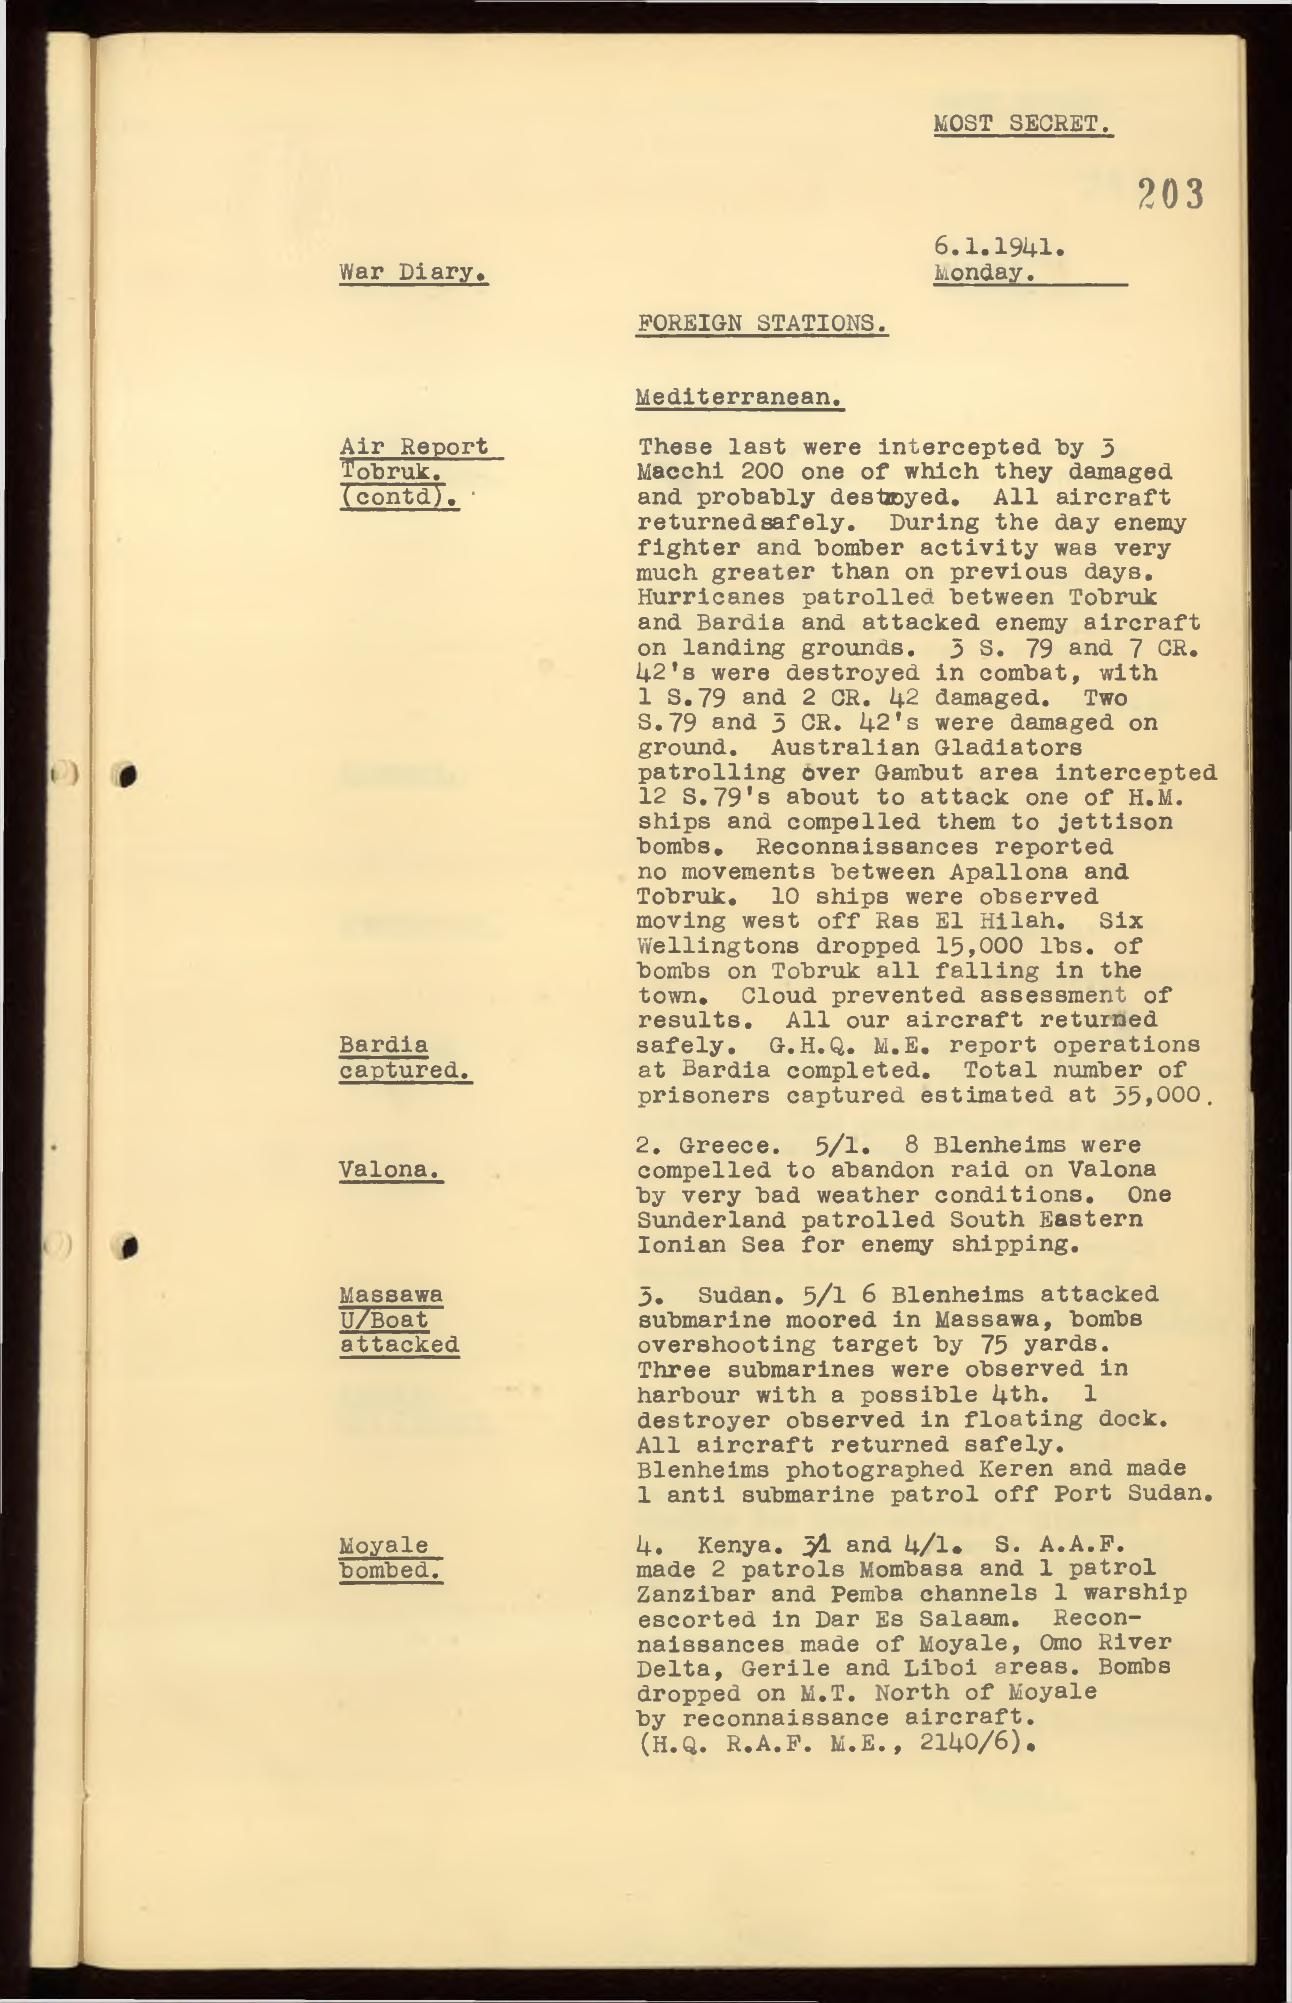 MOST SECRET.
203
6.1.1941.
War Diary.
Monday.
FOREIGN STATIONS.
Mediterranean.
Air Report
Tobruk.
(contd).
These last were intercepted by 3
Macchi 200 one of which they damaged
and probably destroyed. All aircraft
returnedsafely. During the day enemy
fighter and bomber activity was very
much greater than on previous days.
Hurricanes patrolled between Tobruk
and Bardia and attacked enemy aircraft
on landing grounds. 3 S. 79 and 7 CR.
42's were destroyed in combat, with
1 S.79 and 2 CR. 42 damaged. Two
S.79 and 3 CR. 42's were damaged on
ground. Australian Gladiators
patrolling over Gambut area intercepted
12 S.79's about to attack one of H.M.
ships and compelled them to jettison
bombs. Reconnaissances reported
no movements between Apallona and
Tobruk. 10 ships were observed
moving west off Ras El Hilah. Six
Wellingtons dropped 15,000 lbs. of
bombs on Tobruk all falling in the
town. Cloud prevented assessment of
results. All our aircraft returned
Bardia
captured.
safely. G.H.Q. M.E. report operations
at Bardia completed. Total number of
prisoners captured estimated at 35,000.
Valona.
2. Greece. 5/1. 8 Blenheims were
compelled to abandon raid on Valona
by very bad weather conditions. One
Sunderland patrolled South Eastern
Ionian Sea for enemy shipping.
Massawa
U/Boat
attacked
3. Sudan. 5/1 6 Blenheims attacked
submarine moored in Massawa, bombs
overshooting target by 75 yards.
Three submarines were observed in
harbour with a possible 4th. 1
destroyer observed in floating dock.
All aircraft returned safely.
Blenheims photographed Keren and made
1 anti submarine patrol off Port Sudan.
Moyale
bombed.
4. Kenya. 3/1 and 4/1. S. A.A.F.
made 2 patrols Mombasa and 1 patrol
Zanzibar and Pemba channels 1 warship
escorted in Dar Es Salaam. Recon-
naissances made of Moyale, Omo River
Delta, Gerile and Liboi areas. Bombs
dropped on M.T. North of Moyale
by reconnaissance aircraft.
(H.Q. R.A.F. M.E., 2140/6).